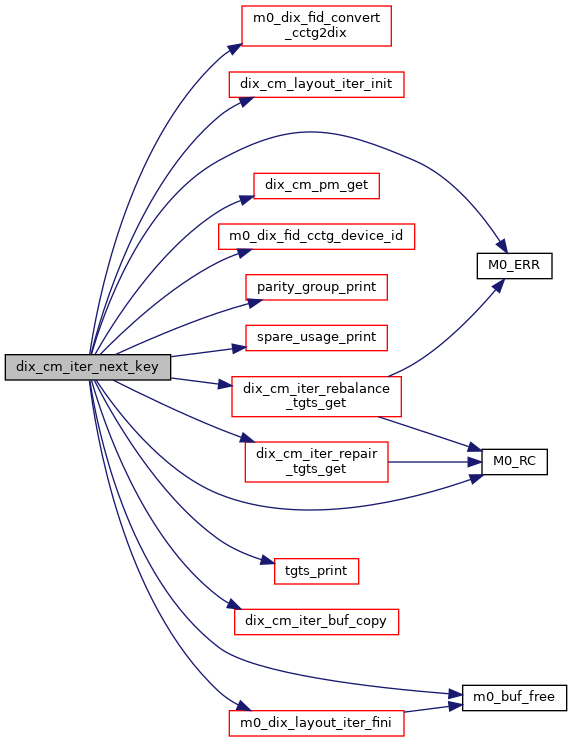 m0_dix_fid_convert
_cctg2dix
dix_cm_layout_iter_init
dix_cm_pm_get
m0_dix_fid_cctg_device_id
M0_ERR
parity_group_print
spare_usage_print
dix_cm_iter_next_key
dix_cm_iter_rebalance
_tgts_get
dix_cm_iter_repair
_tgts_get
M0_RC
tgts_print
dix_cm_iter_buf_copy
m0_buf_free
m0_dix_layout_iter_fini